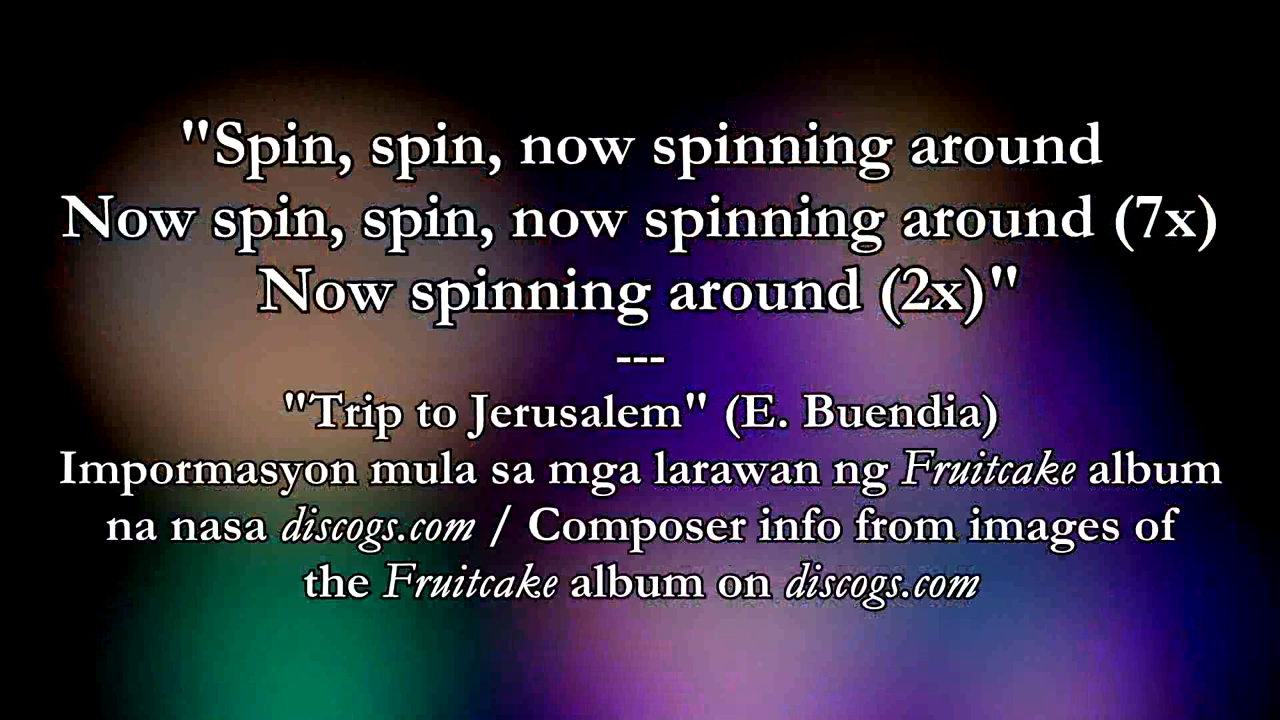 "Spin, spin, now spinning around
Now spin, spin, now spinning around (7x)
Now spinning around (2x)"
---
"Trip to Jerusalem" (E. Buendia)
Impormasyon mula sa mga larawan ng Fruitcake album
na nasa discogs.com / Composer info from images of
the Fruitcake album on discogs.com